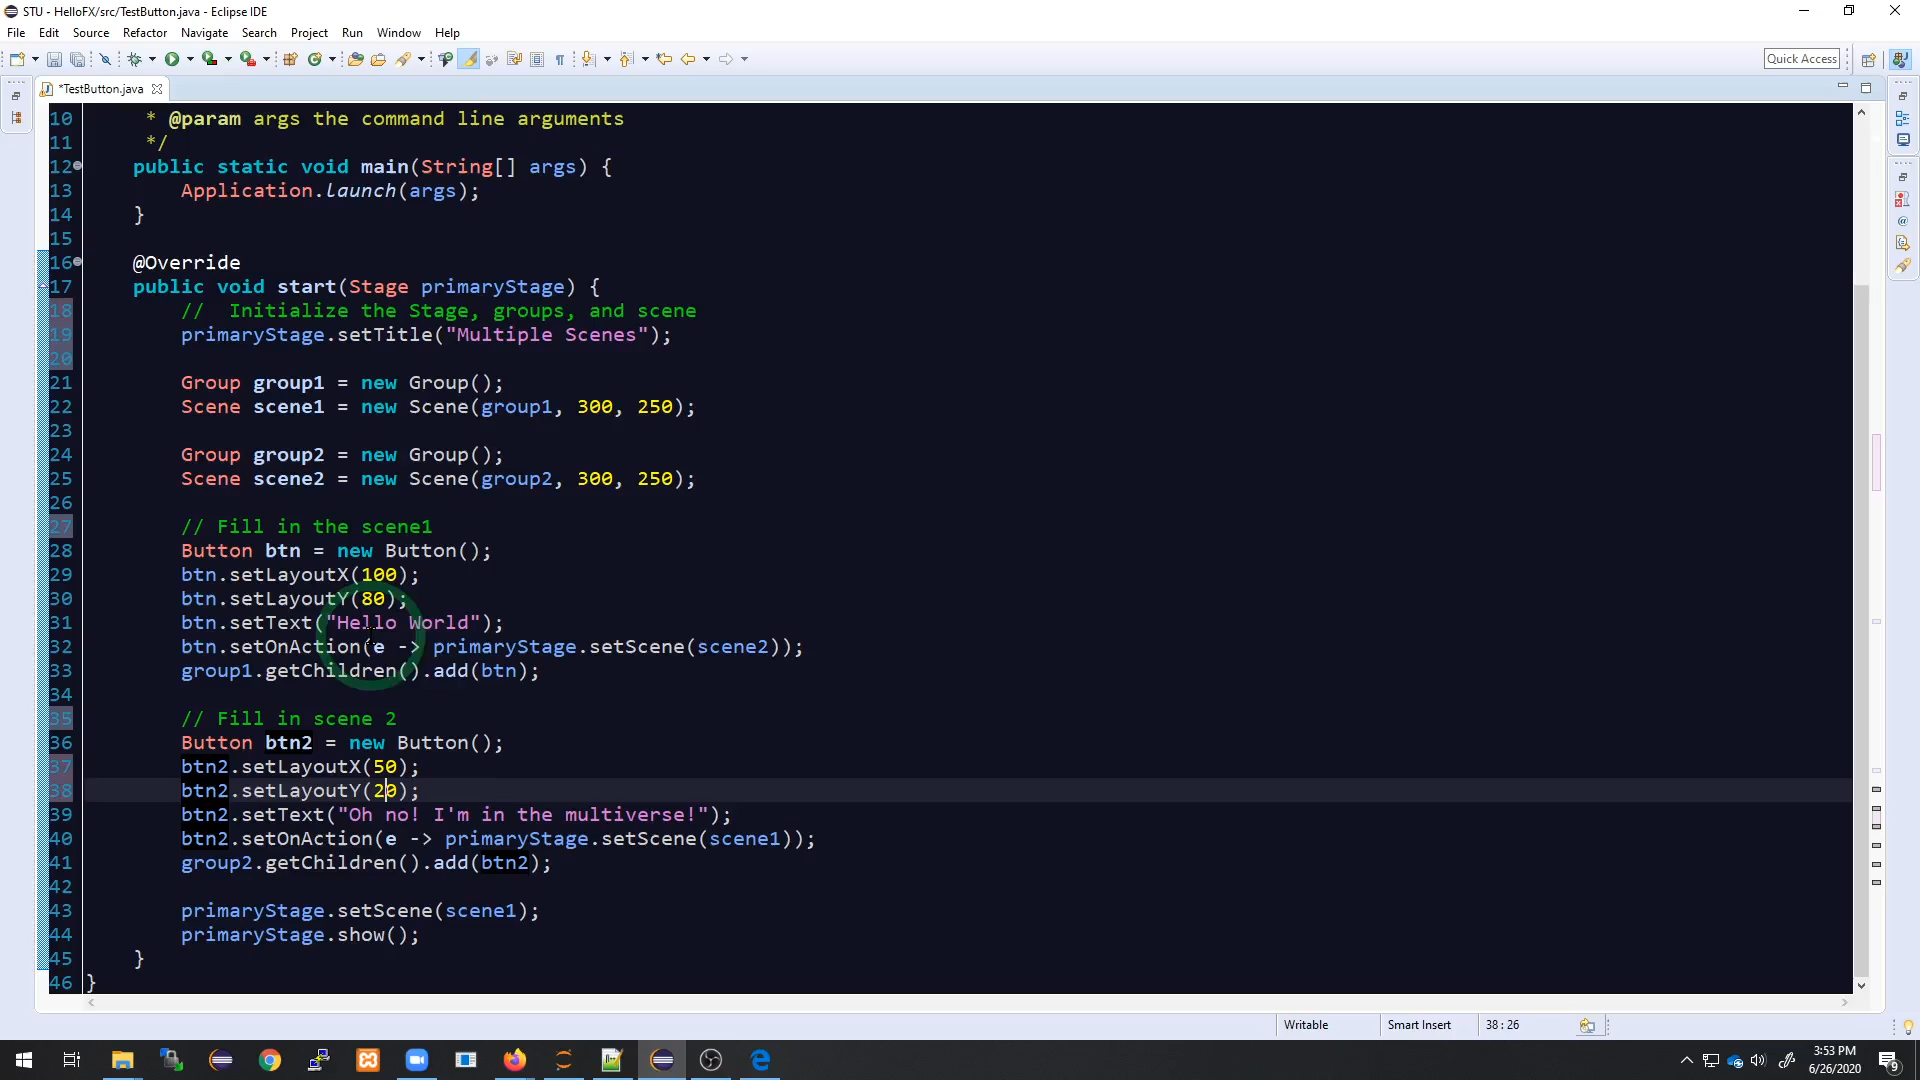 STU - HelloFX/src/TestButton.java - Eclipse IDE
File Edit Source Refactor Navigate Search Project Run Window Help
Quick Access
*TestButton.java
10 * @param args the command line arguments
11 */
12 public static void main(String[] args) {
13 Application.launch(args);
14 }
15
16 @Override
17 public void start(Stage primaryStage) {
18 //  Initialize the Stage, groups, and scene
19 primaryStage.setTitle("Multiple Scenes");
20
21 Group group1 = new Group();
22 Scene scene1 = new Scene(group1, 300, 250);
23
24 Group group2 = new Group();
25 Scene scene2 = new Scene(group2, 300, 250);
26
27 // Fill in the scene1
28 Button btn = new Button();
29 btn.setLayoutX(100);
30 btn.setLayoutY(80);
31 btn.setText("Hello World");
32 btn.setOnAction(e -> primaryStage.setScene(scene2));
33 group1.getChildren().add(btn);
34
35 // Fill in scene 2
36 Button btn2 = new Button();
37 btn2.setLayoutX(50);
38 btn2.setLayoutY(20);
39 btn2.setText("Oh no! I'm in the multiverse!");
40 btn2.setOnAction(e -> primaryStage.setScene(scene1));
41 group2.getChildren().add(btn2);
42
43 primaryStage.setScene(scene1);
44 primaryStage.show();
45 }
46 }
Writable Smart Insert 38 : 26
3:53 PM
6/26/2020
9